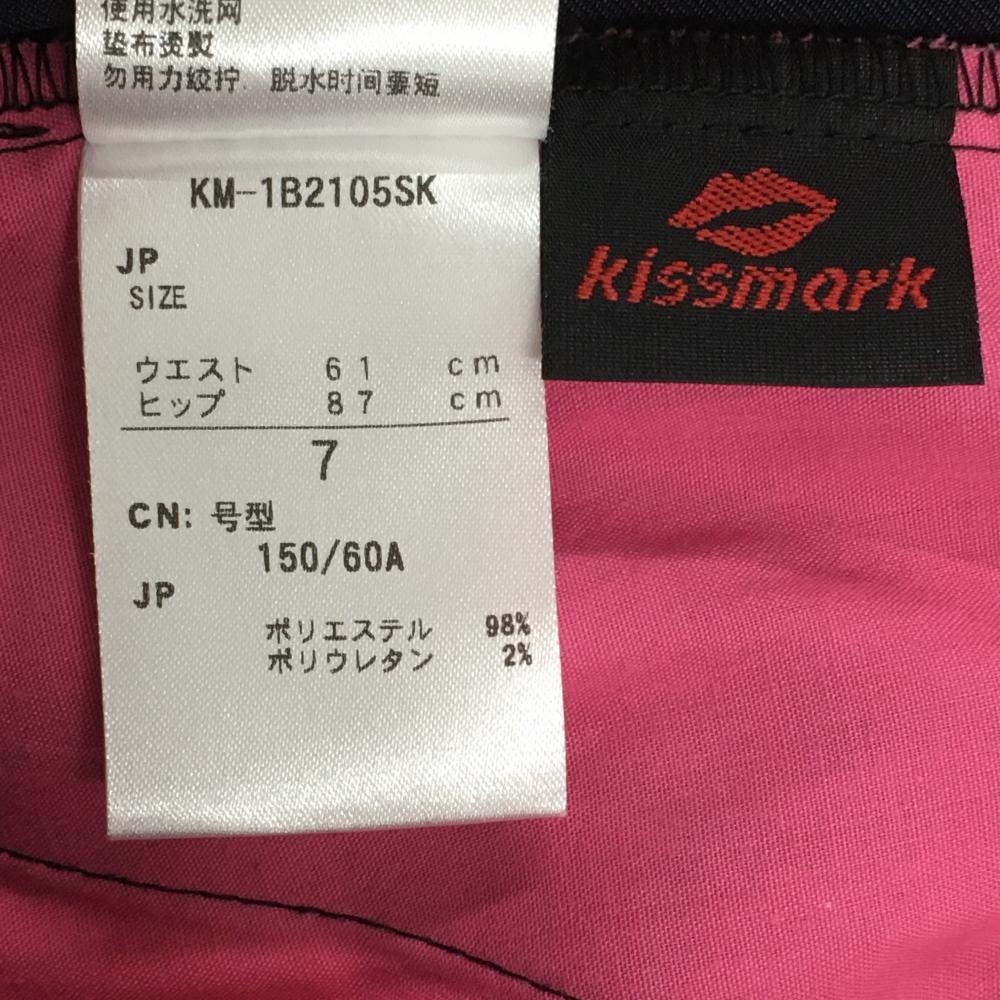 使用水洗网
垫布烫熨
勿用力绞拧 脱水时间要短
KM-1B2105SK
JP
SIZE
ウエスト 61 cm
ヒップ 87 cm
7
CN: 号型
150/60A
JP
ポリエステル 98%
ポリウレタン 2%
kissmark